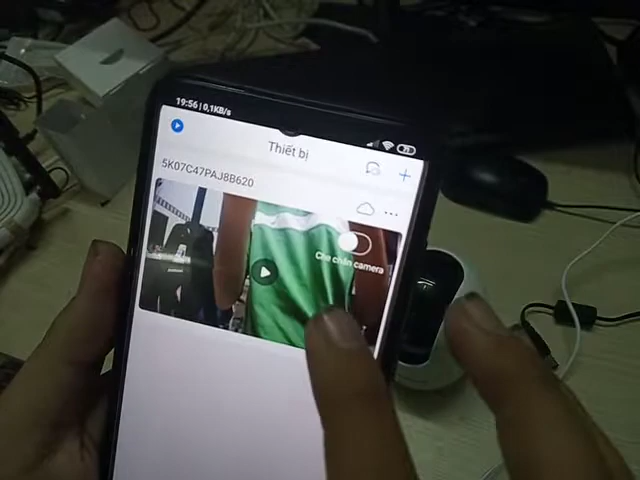 19:56 | 0,1KB/s
Thiết bị
5K07C47PAJ8B620
Che chắn camera